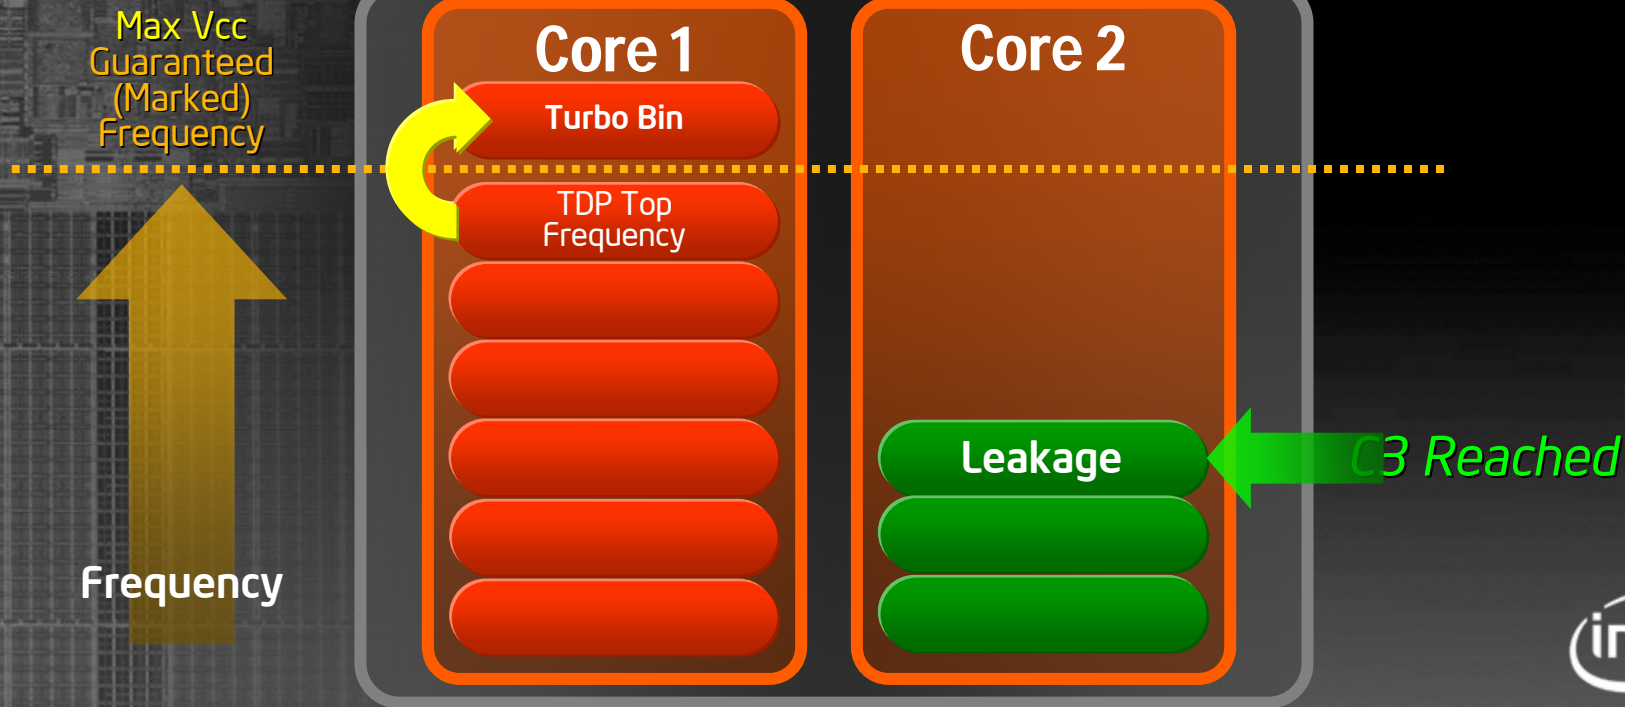 Max Vcc
Guaranteed
(Marked)
Frequency
Core 1
Core 2
Turbo Bin
TDP Top
Frequency
Leakage
C3 Reached
Frequency